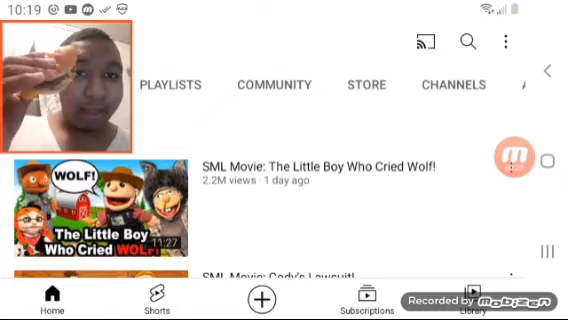 10:19
PLAYLISTS COMMUNITY STORE CHANNELS
SML Movie: The Little Boy Who Cried Wolf!
2.2M views · 1 day ago
WOLF!
The Little Boy
Who Cried WOLF!
11:27
SML Movie: Cody's Lawsuit!
Home Shorts Subscriptions Library
Recorded by Mobizen